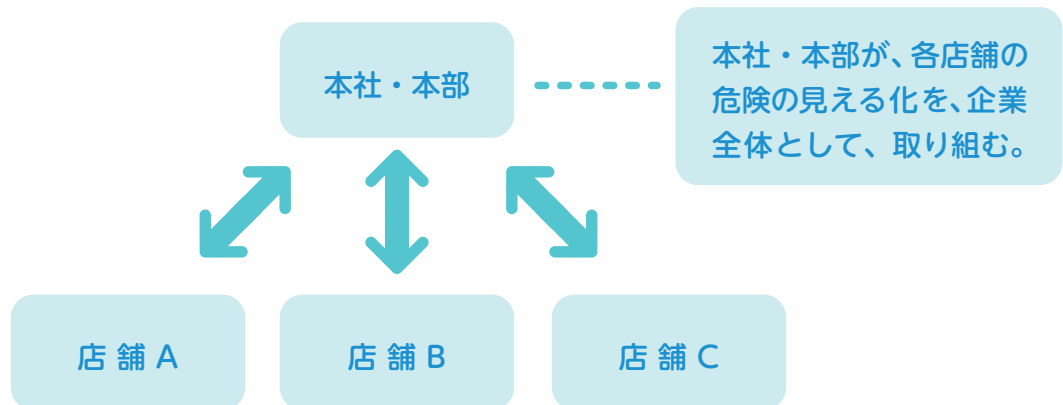 本社・本部
本社・本部が、各店舗の
危険の見える化を、企業
全体として、取り組む。
店 舗 A
店 舗 B
店 舗 C